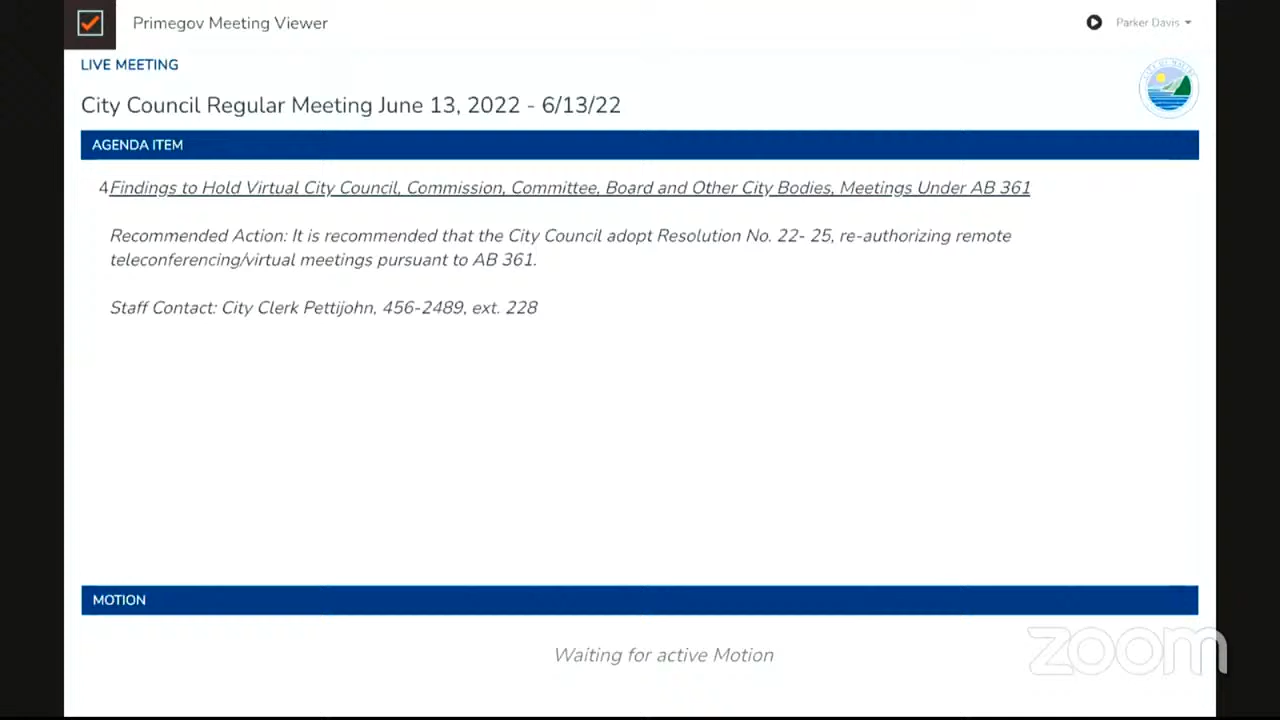 Primegov Meeting Viewer
Parker Davis
LIVE MEETING
City Council Regular Meeting June 13, 2022 - 6/13/22
AGENDA ITEM
4Findings to Hold Virtual City Council, Commission, Committee, Board and Other City Bodies, Meetings Under AB 361
Recommended Action: It is recommended that the City Council adopt Resolution No. 22- 25, re-authorizing remote
teleconferencing/virtual meetings pursuant to AB 361.
Staff Contact: City Clerk Pettijohn, 456-2489, ext. 228
MOTION
Waiting for active Motion
zoom